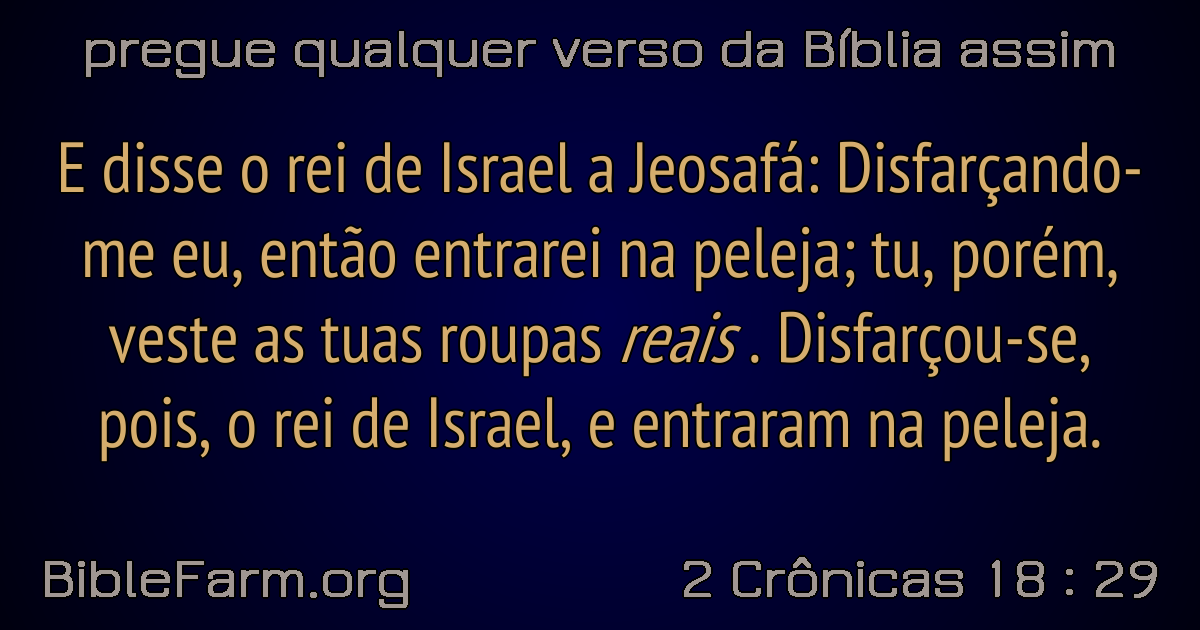 pregue qualquer verso da Bíblia assim
E disse o rei de Israel a Jeosafá: Disfarçando-
me eu, então entrarei na peleja; tu, porém,
veste as tuas roupas reais . Disfarçou-se,
pois, o rei de Israel, e entraram na peleja.
BibleFarm.org
2 Crônicas 18 : 29